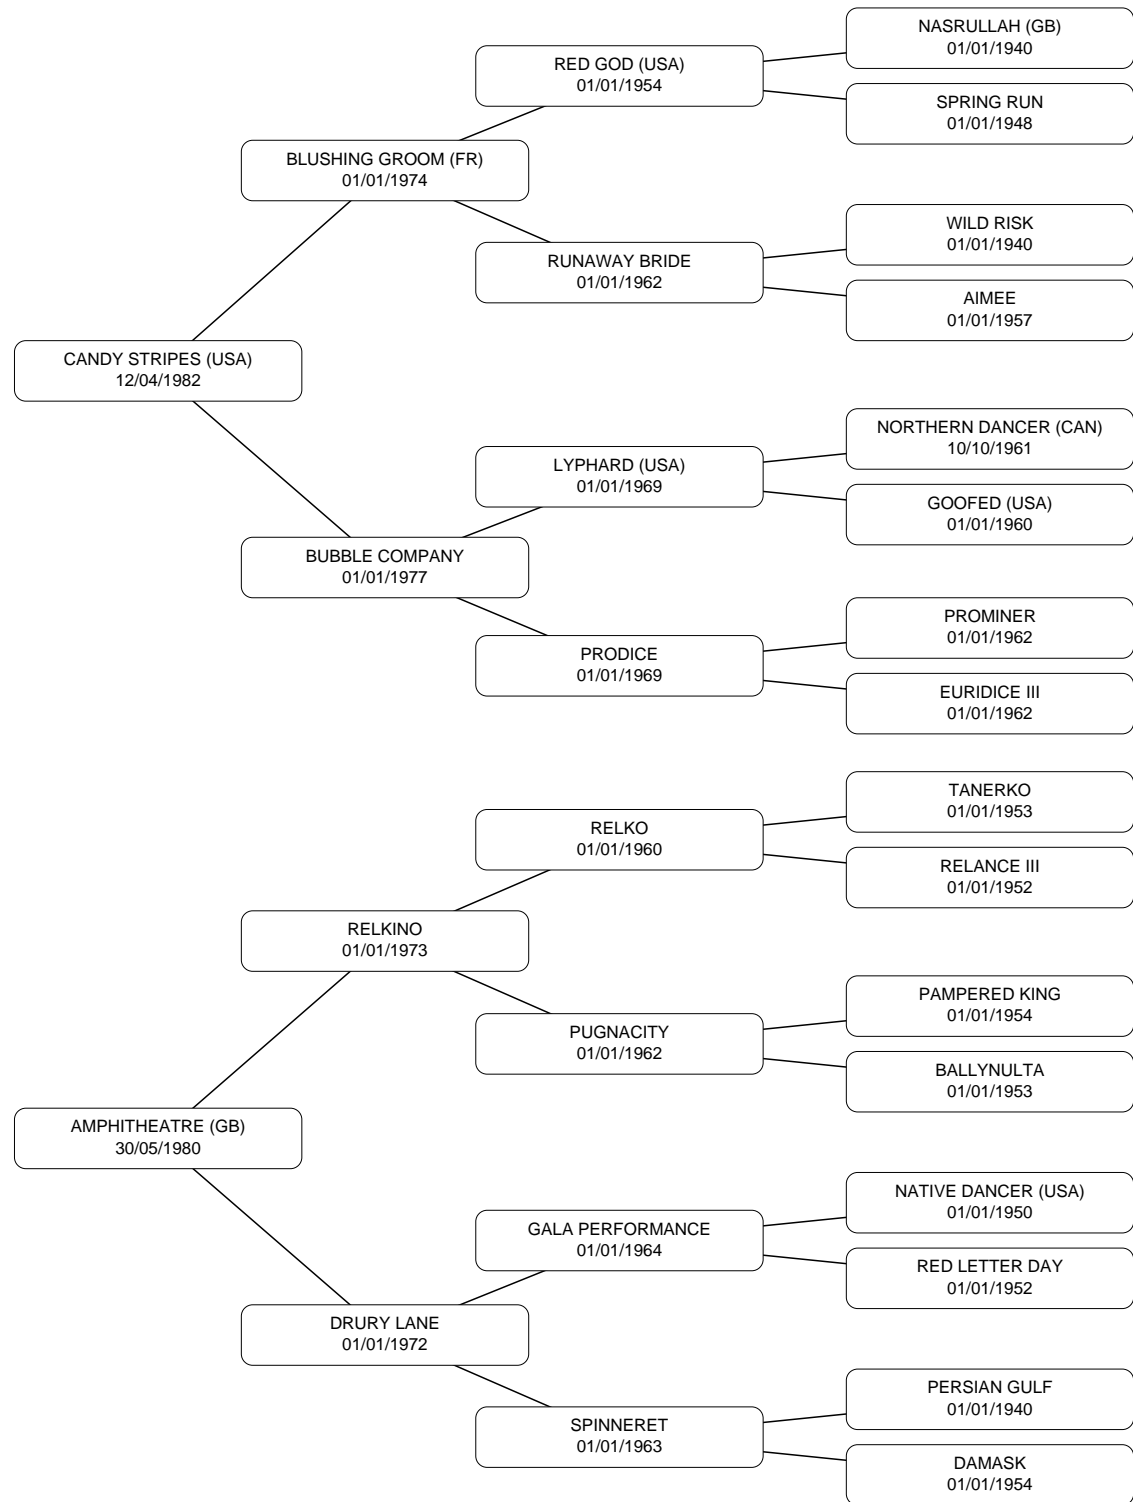 NASRULLAH (GB)
01/01/1940
RED GOD (USA)
01/01/1954
SPRING RUN
01/01/1948
BLUSHING GROOM (FR)
01/01/1974
WILD RISK
01/01/1940
RUNAWAY BRIDE
01/01/1962
AIMEE
01/01/1957
CANDY STRIPES (USA)
12/04/1982
NORTHERN DANCER (CAN)
10/10/1961
LYPHARD (USA)
01/01/1969
GOOFED (USA)
01/01/1960
BUBBLE COMPANY
01/01/1977
PROMINER
01/01/1962
PRODICE
01/01/1969
EURIDICE III
01/01/1962
TANERKO
01/01/1953
RELKO
01/01/1960
RELANCE III
01/01/1952
RELKINO
01/01/1973
PAMPERED KING
01/01/1954
PUGNACITY
01/01/1962
BALLYNULTA
01/01/1953
AMPHITHEATRE (GB)
30/05/1980
NATIVE DANCER (USA)
01/01/1950
GALA PERFORMANCE
01/01/1964
RED LETTER DAY
01/01/1952
DRURY LANE
01/01/1972
PERSIAN GULF
01/01/1940
SPINNERET
01/01/1963
DAMASK
01/01/1954